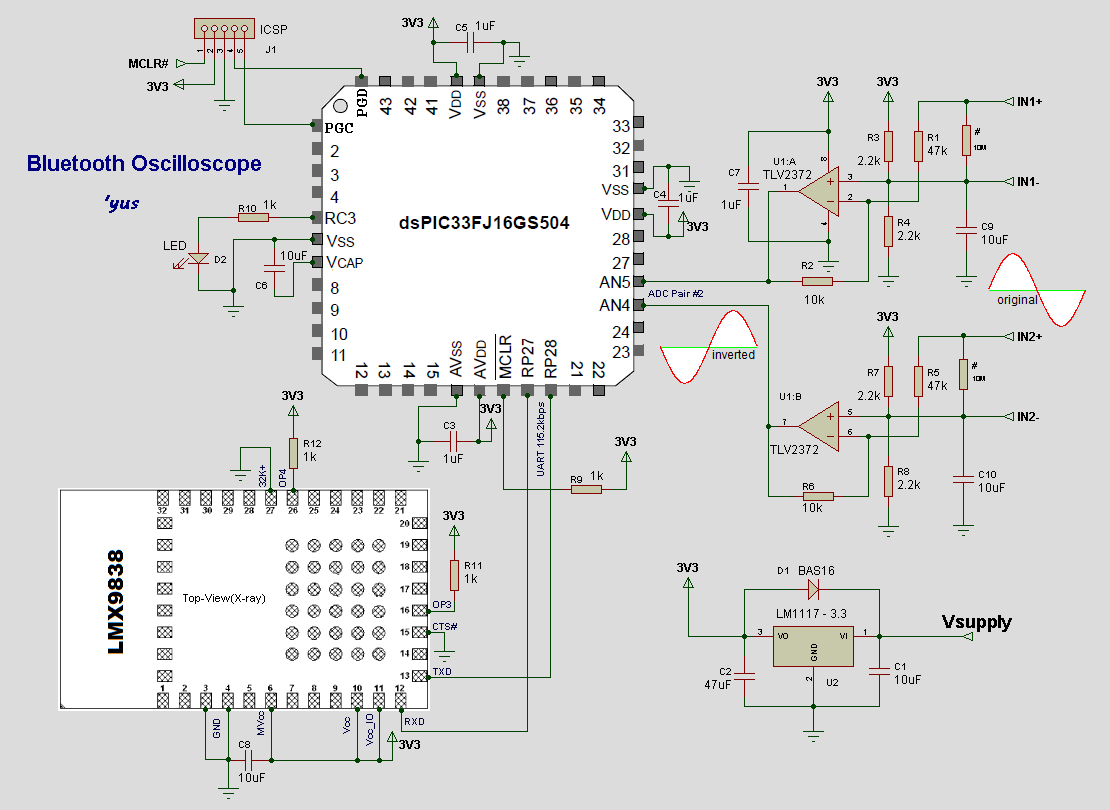 3V3
C5 1uF
ICSP
J1
1 2 3 4 5
MCLR#
3V3
PGD 43 42 41 VDD VSS 38 37 36 35 34
PGC
2
3
4
RC3
VSS
VCAP
8
9
10
11
33
32
31
VSS
VDD
28
27
AN5
AN4
24
23
12 13 14 15 AVSS AVDD MCLR RP27 RP28 21 22
dsPIC33FJ16GS504
Bluetooth Oscilloscope
'yus
R10 1k
LED
D2
10uF
C6
C4
1uF
3V3
ADC Pair #2
inverted
3V3 3V3
IN1+
R3
2.2k
R1
47k
#
10M
U1:A
TLV2372
C7
1uF
8
3
2
1
4
IN1-
R4
2.2k
C9
10uF
R2
10k
original
3V3
IN2+
R7
2.2k
R5
47k
#
10M
U1:B
TLV2372
5
6
7
IN2-
R8
2.2k
C10
10uF
R6
10k
3V3
C3
1uF
UART 115.2kbps
R9 1k
3V3
3V3
R12
1k
32K+
OP4
32 31 30 29 28 27 26 25 24 23 22 21
20
19
18
17
16
15
14
13
1 2 3 4 5 6 7 8 9 10 11 12
LMX9838
Top-View(X-ray)
3V3
R11
1k
OP3
CTS#
TXD
RXD
GND
MVcc
Vcc
Vcc_IO
3V3
C8
10uF
D1 BAS16
3V3
LM1117 - 3.3
3 VO VI 1
GND
2
U2
Vsupply
C2
47uF
C1
10uF